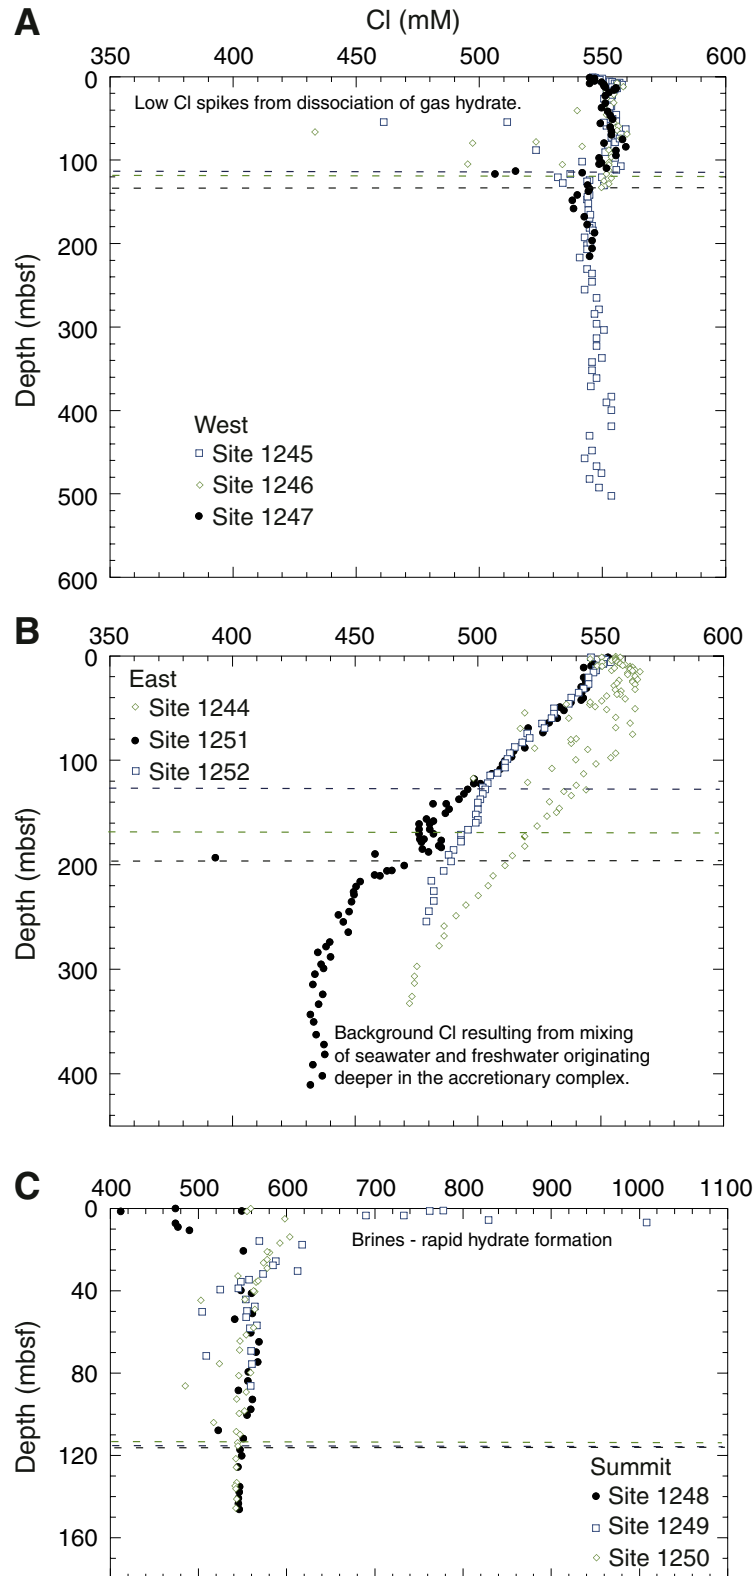 A
Cl (mM)
350 400 450 500 550 600
0
Low Cl spikes from dissociation of gas hydrate.
100
200
Depth (mbsf)
300
400
West
Site 1245
Site 1246
500
Site 1247
600
B
350 400 450 500 550 600
0
East
Site 1244
Site 1251
Site 1252
100
200
Depth (mbsf)
300
Background Cl resulting from mixing
of seawater and freshwater originating
deeper in the accretionary complex.
400
C
400 500 600 700 800 900 1000 1100
0
Brines - rapid hydrate formation
40
Depth (mbsf)
80
120
Summit
Site 1248
Site 1249
160
Site 1250